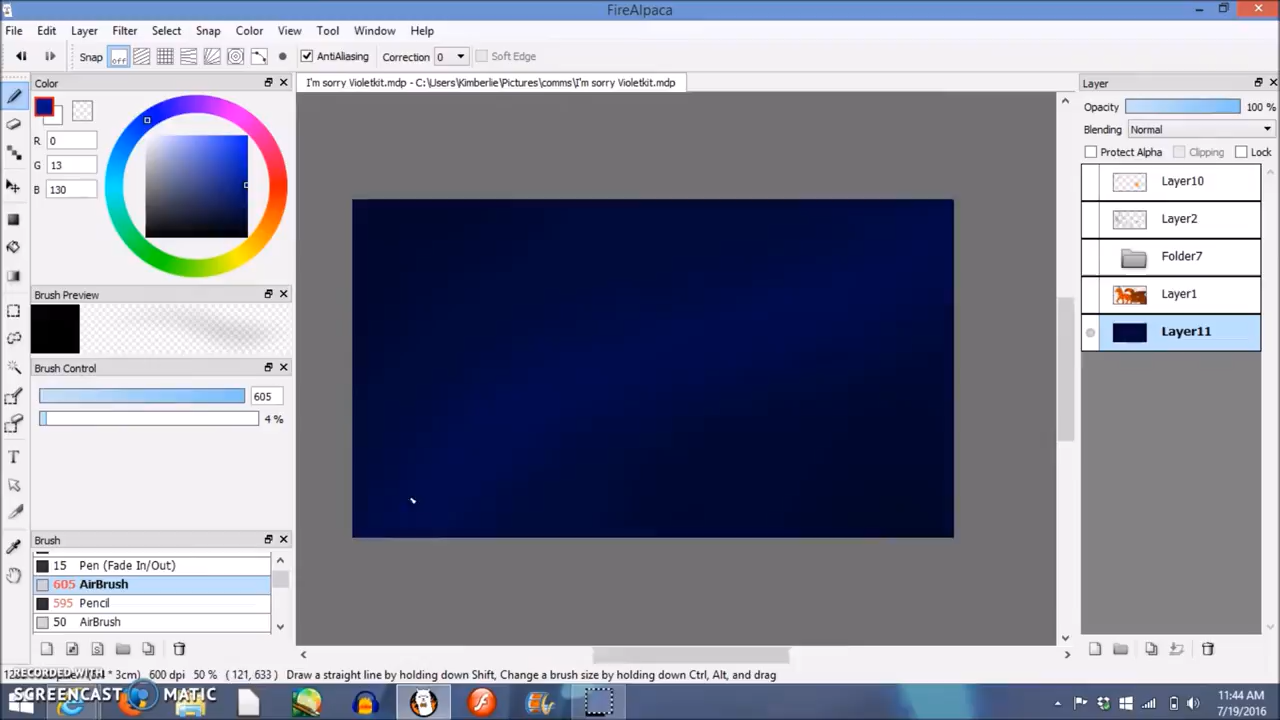 FireAlpaca
File Edit Layer Filter Select Snap Color View Tool Window Help
Snap off AntiAliasing Correction 0 Soft Edge
Color
I'm sorry Violetkit.mdp - C:\Users\Kimberlie\Pictures\comms\I'm sorry Violetkit.mdp
Layer
Opacity 100 %
Blending Normal
Protect Alpha Clipping Lock
R 0
G 13
B 130
Layer10
Layer2
Folder7
Layer1
Layer11
Brush Preview
Brush Control
605
4 %
Brush
15 Pen (Fade In/Out)
605 AirBrush
595 Pencil
50 AirBrush
* 3cm) 600 dpi 50 % (121, 633) Draw a straight line by holding down Shift, Change a brush size by holding down Ctrl, Alt, and drag
RECORDED WITH
SCREENCAST MATIC
11:44 AM
7/19/2016